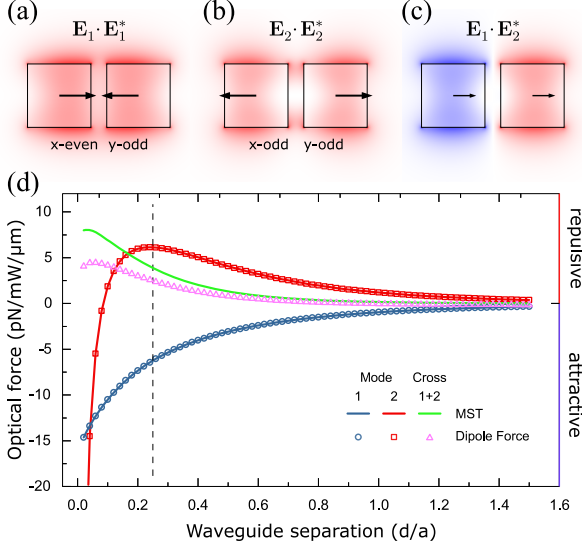 (a) E₁·E₁* (b) E₂·E₂* (c) E₁·E₂*
x-even y-odd x-odd y-odd
(d)
Optical force (pN/mW/μm)
10
5
0
-5
-10
-15
-20
repulsive
attractive
Mode Cross
1 2 1+2
MST
Dipole Force
0.0 0.2 0.4 0.6 0.8 1.0 1.2 1.4 1.6
Waveguide separation (d/a)